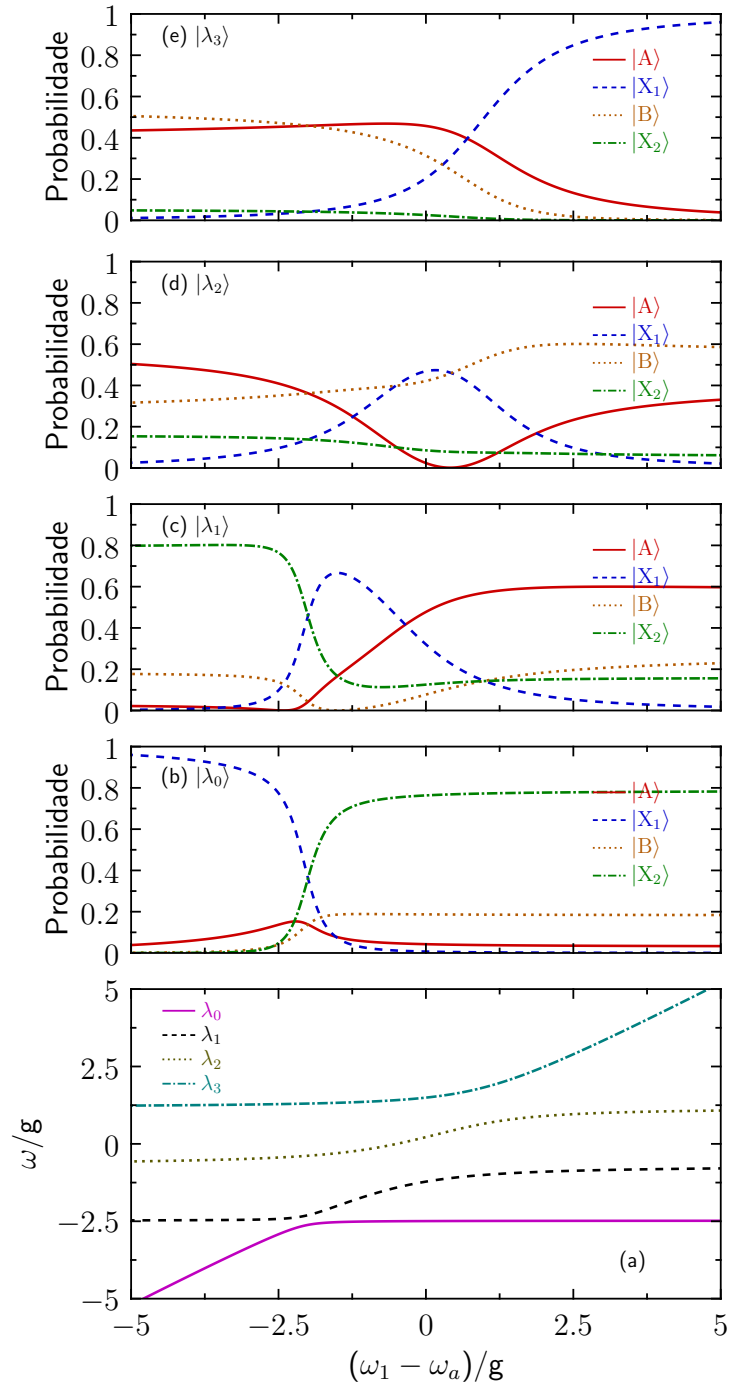 (e) |λ₃⟩
Probabilidade
1
0.8
0.6
0.4
0.2
0
|A⟩
|X₁⟩
|B⟩
|X₂⟩
(d) |λ₂⟩
Probabilidade
1
0.8
0.6
0.4
0.2
0
|A⟩
|X₁⟩
|B⟩
|X₂⟩
(c) |λ₁⟩
Probabilidade
1
0.8
0.6
0.4
0.2
0
|A⟩
|X₁⟩
|B⟩
|X₂⟩
(b) |λ₀⟩
Probabilidade
1
0.8
0.6
0.4
0.2
0
|A⟩
|X₁⟩
|B⟩
|X₂⟩
ω/g
5
2.5
0
−2.5
−5
λ₀
λ₁
λ₂
λ₃
(a)
−5 −2.5 0 2.5 5
(ω₁ − ωₐ)/g